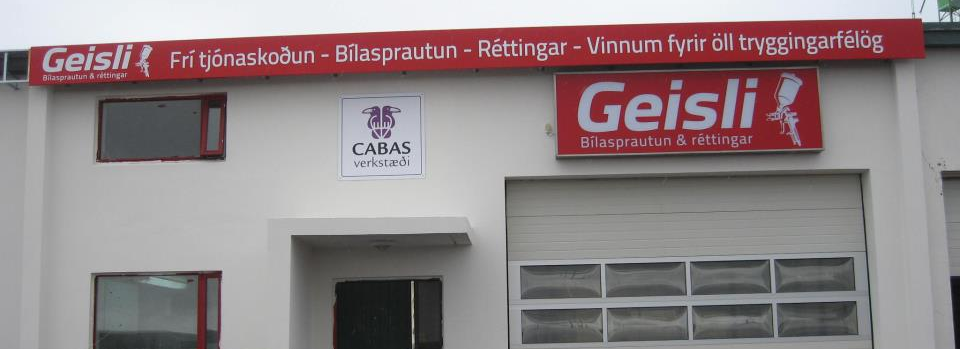 Geisli
Bílasprautun & réttingar
Frí tjónaskoðun - Bílasprautun - Réttingar - Vinnum fyrir öll tryggingarfélög
CABAS
verkstæði
Geisli
Bílasprautun & réttingar